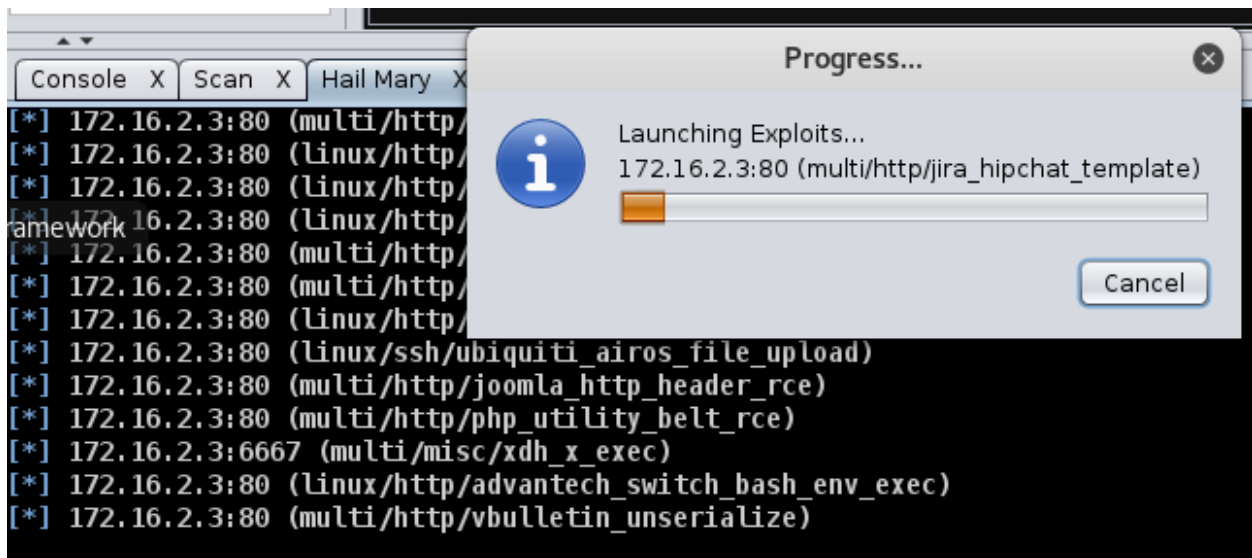 Progress...
Console X Scan X Hail Mary X
Launching Exploits...
172.16.2.3:80 (multi/http/jira_hipchat_template)
Cancel
[*] 172.16.2.3:80 (multi/http/
[*] 172.16.2.3:80 (linux/http/
[*] 172.16.2.3:80 (linux/http/
[*] 172.16.2.3:80 (linux/http/
ramework
[*] 172.16.2.3:80 (multi/http/
[*] 172.16.2.3:80 (multi/http/
[*] 172.16.2.3:80 (linux/http/
[*] 172.16.2.3:80 (linux/ssh/ubiquiti_airos_file_upload)
[*] 172.16.2.3:80 (multi/http/joomla_http_header_rce)
[*] 172.16.2.3:80 (multi/http/php_utility_belt_rce)
[*] 172.16.2.3:6667 (multi/misc/xdh_x_exec)
[*] 172.16.2.3:80 (linux/http/advantech_switch_bash_env_exec)
[*] 172.16.2.3:80 (multi/http/vbulletin_unserialize)